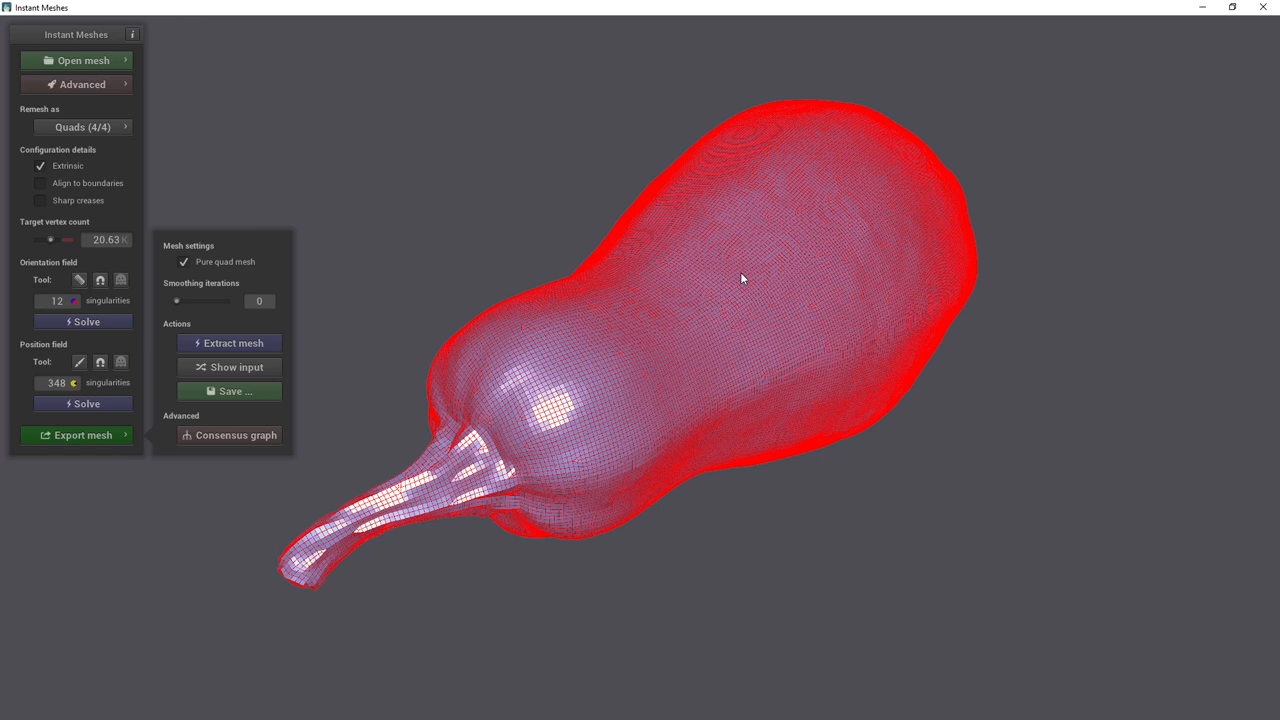 Instant Meshes
Instant Meshes i
Open mesh
Advanced
Remesh as
Quads (4/4)
Configuration details
Extrinsic
Align to boundaries
Sharp creases
Target vertex count
20.63 K
Orientation field
Tool:
12 singularities
Solve
Position field
Tool:
348 singularities
Solve
Export mesh
Mesh settings
Pure quad mesh
Smoothing iterations
0
Actions
Extract mesh
Show input
Save ...
Advanced
Consensus graph